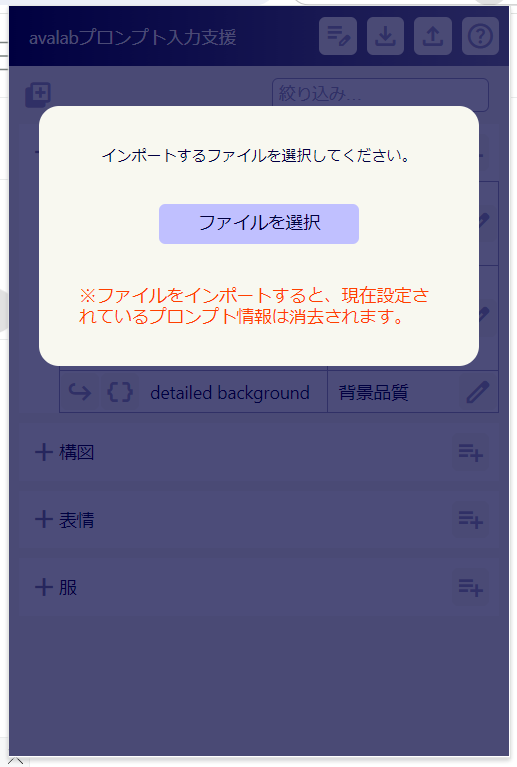 avalabプロンプト入力支援
絞り込み...
インポートするファイルを選択してください。
ファイルを選択
※ファイルをインポートすると、現在設定さ
れているプロンプト情報は消去されます。
detailed background 背景品質
構図
表情
服